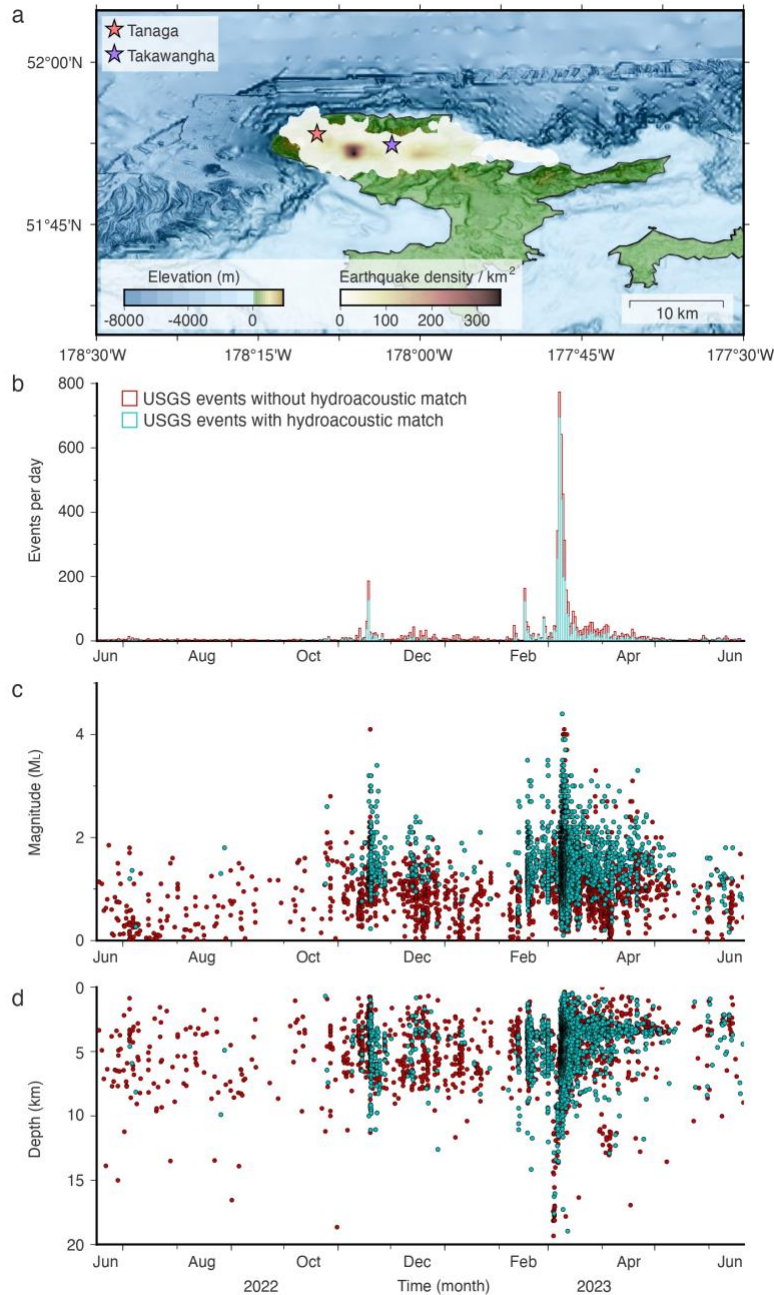 a
Tanaga
Takawangha
52°00'N
51°45'N
Elevation (m)
-8000 -4000 0
Earthquake density / km²
0 100 200 300
10 km
178°30'W 178°15'W 178°00'W 177°45'W 177°30'W
b
USGS events without hydroacoustic match
USGS events with hydroacoustic match
Events per day
800
600
400
200
0
Jun Aug Oct Dec Feb Apr Jun
c
Magnitude (ML)
4
2
0
Jun Aug Oct Dec Feb Apr Jun
d
Depth (km)
0
5
10
15
20
Jun Aug Oct Dec Feb Apr Jun
2022 Time (month) 2023